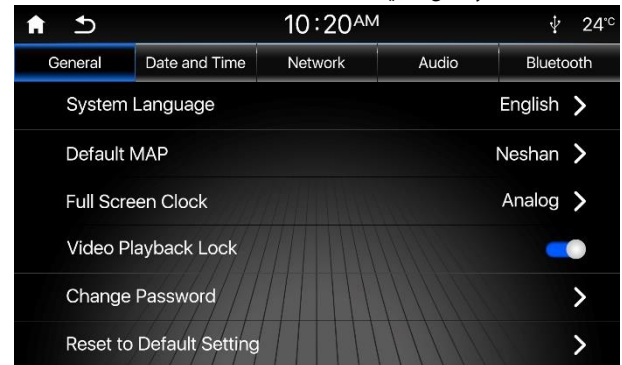 10:20AM 24°C
General Date and Time Network Audio Bluetooth
System Language English
Default MAP Neshan
Full Screen Clock Analog
Video Playback Lock
Change Password
Reset to Default Setting